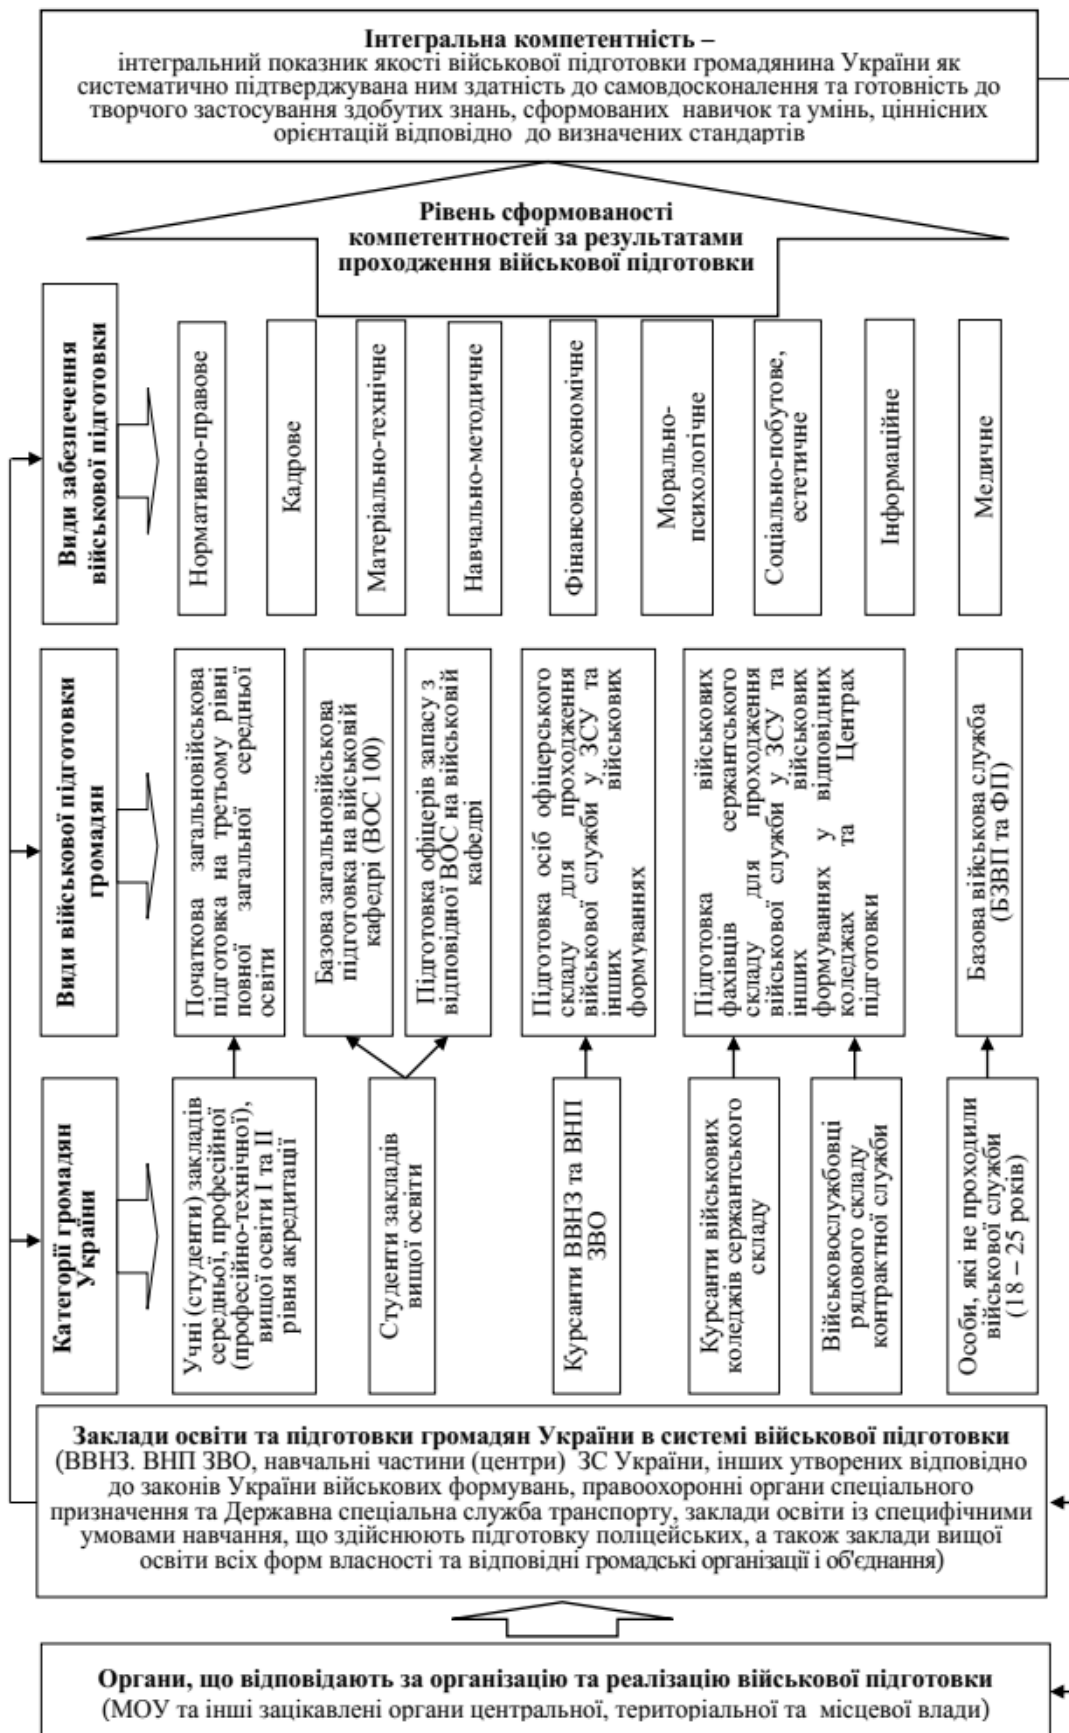 Інтегральна компетентність –
інтегральний показник якості військової підготовки громадянина України як
систематично підтверджувана ним здатність до самовдосконалення та готовність до
творчого застосування здобутих знань, сформованих навичок та умінь, ціннісних
орієнтацій відповідно до визначених стандартів
Рівень сформованості
компетентностей за результатами
проходження військової підготовки
Види забезпечення
військової підготовки
Нормативно-правове
Кадрове
Матеріально-технічне
Навчально-методичне
Фінансово-економічне
Морально-
психологічне
Соціально-побутове,
естетичне
Інформаційне
Медичне
Види військової підготовки
громадян
Початкова загальновійськова
підготовка на третьому рівні
повної загальної середньої
освіти
Базова загальновійськова
підготовка на військовій
кафедрі (ВОС 100)
Підготовка офіцерів запасу з
відповідної ВОС на військовій
кафедрі
Підготовка осіб офіцерського
складу для проходження
військової служби у ЗСУ та
інших військових
формуваннях
Підготовка військових
фахівців сержантського
складу для проходження
військової служби у ЗСУ та
інших військових
формуваннях у відповідних
коледжах та Центрах
підготовки
Базова військова служба
(БЗВП та ФП)
Категорії громадян
України
Учні (студенти) закладів
середньої, професійної
(професійно-технічної),
вищої освіти І та ІІ
рівня акредитації
Студенти закладів
вищої освіти
Курсанти ВВНЗ та ВНП
ЗВО
Курсанти військових
коледжів сержантського
складу
Військовослужбовці
рядового складу
контрактної служби
Особи, які не проходили
військової служби
(18 – 25 років)
Заклади освіти та підготовки громадян України в системі військової підготовки
(ВВНЗ. ВНП ЗВО, навчальні частини (центри) ЗС України, інших утворених відповідно
до законів України військових формувань, правоохоронні органи спеціального
призначення та Державна спеціальна служба транспорту, заклади освіти із специфічними
умовами навчання, що здійснюють підготовку поліцейських, а також заклади вищої
освіти всіх форм власності та відповідні громадські організації і об'єднання)
Органи, що відповідають за організацію та реалізацію військової підготовки
(МОУ та інші зацікавлені органи центральної, територіальної та місцевої влади)